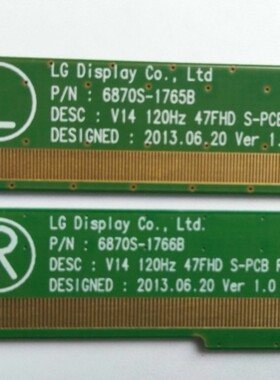 L
LG Display Co., Ltd
P/N : 6870S-1765B
DESC : V14 120Hz 47FHD S-PCB
DESIGNED : 2013.06.20 Ver 1.
R
LG Display Co., Ltd.
P/N : 6870S-1766B
DESC : V14 120Hz 47FHD S-PCB R
DESIGNED : 2013.06.20 Ver 1.0